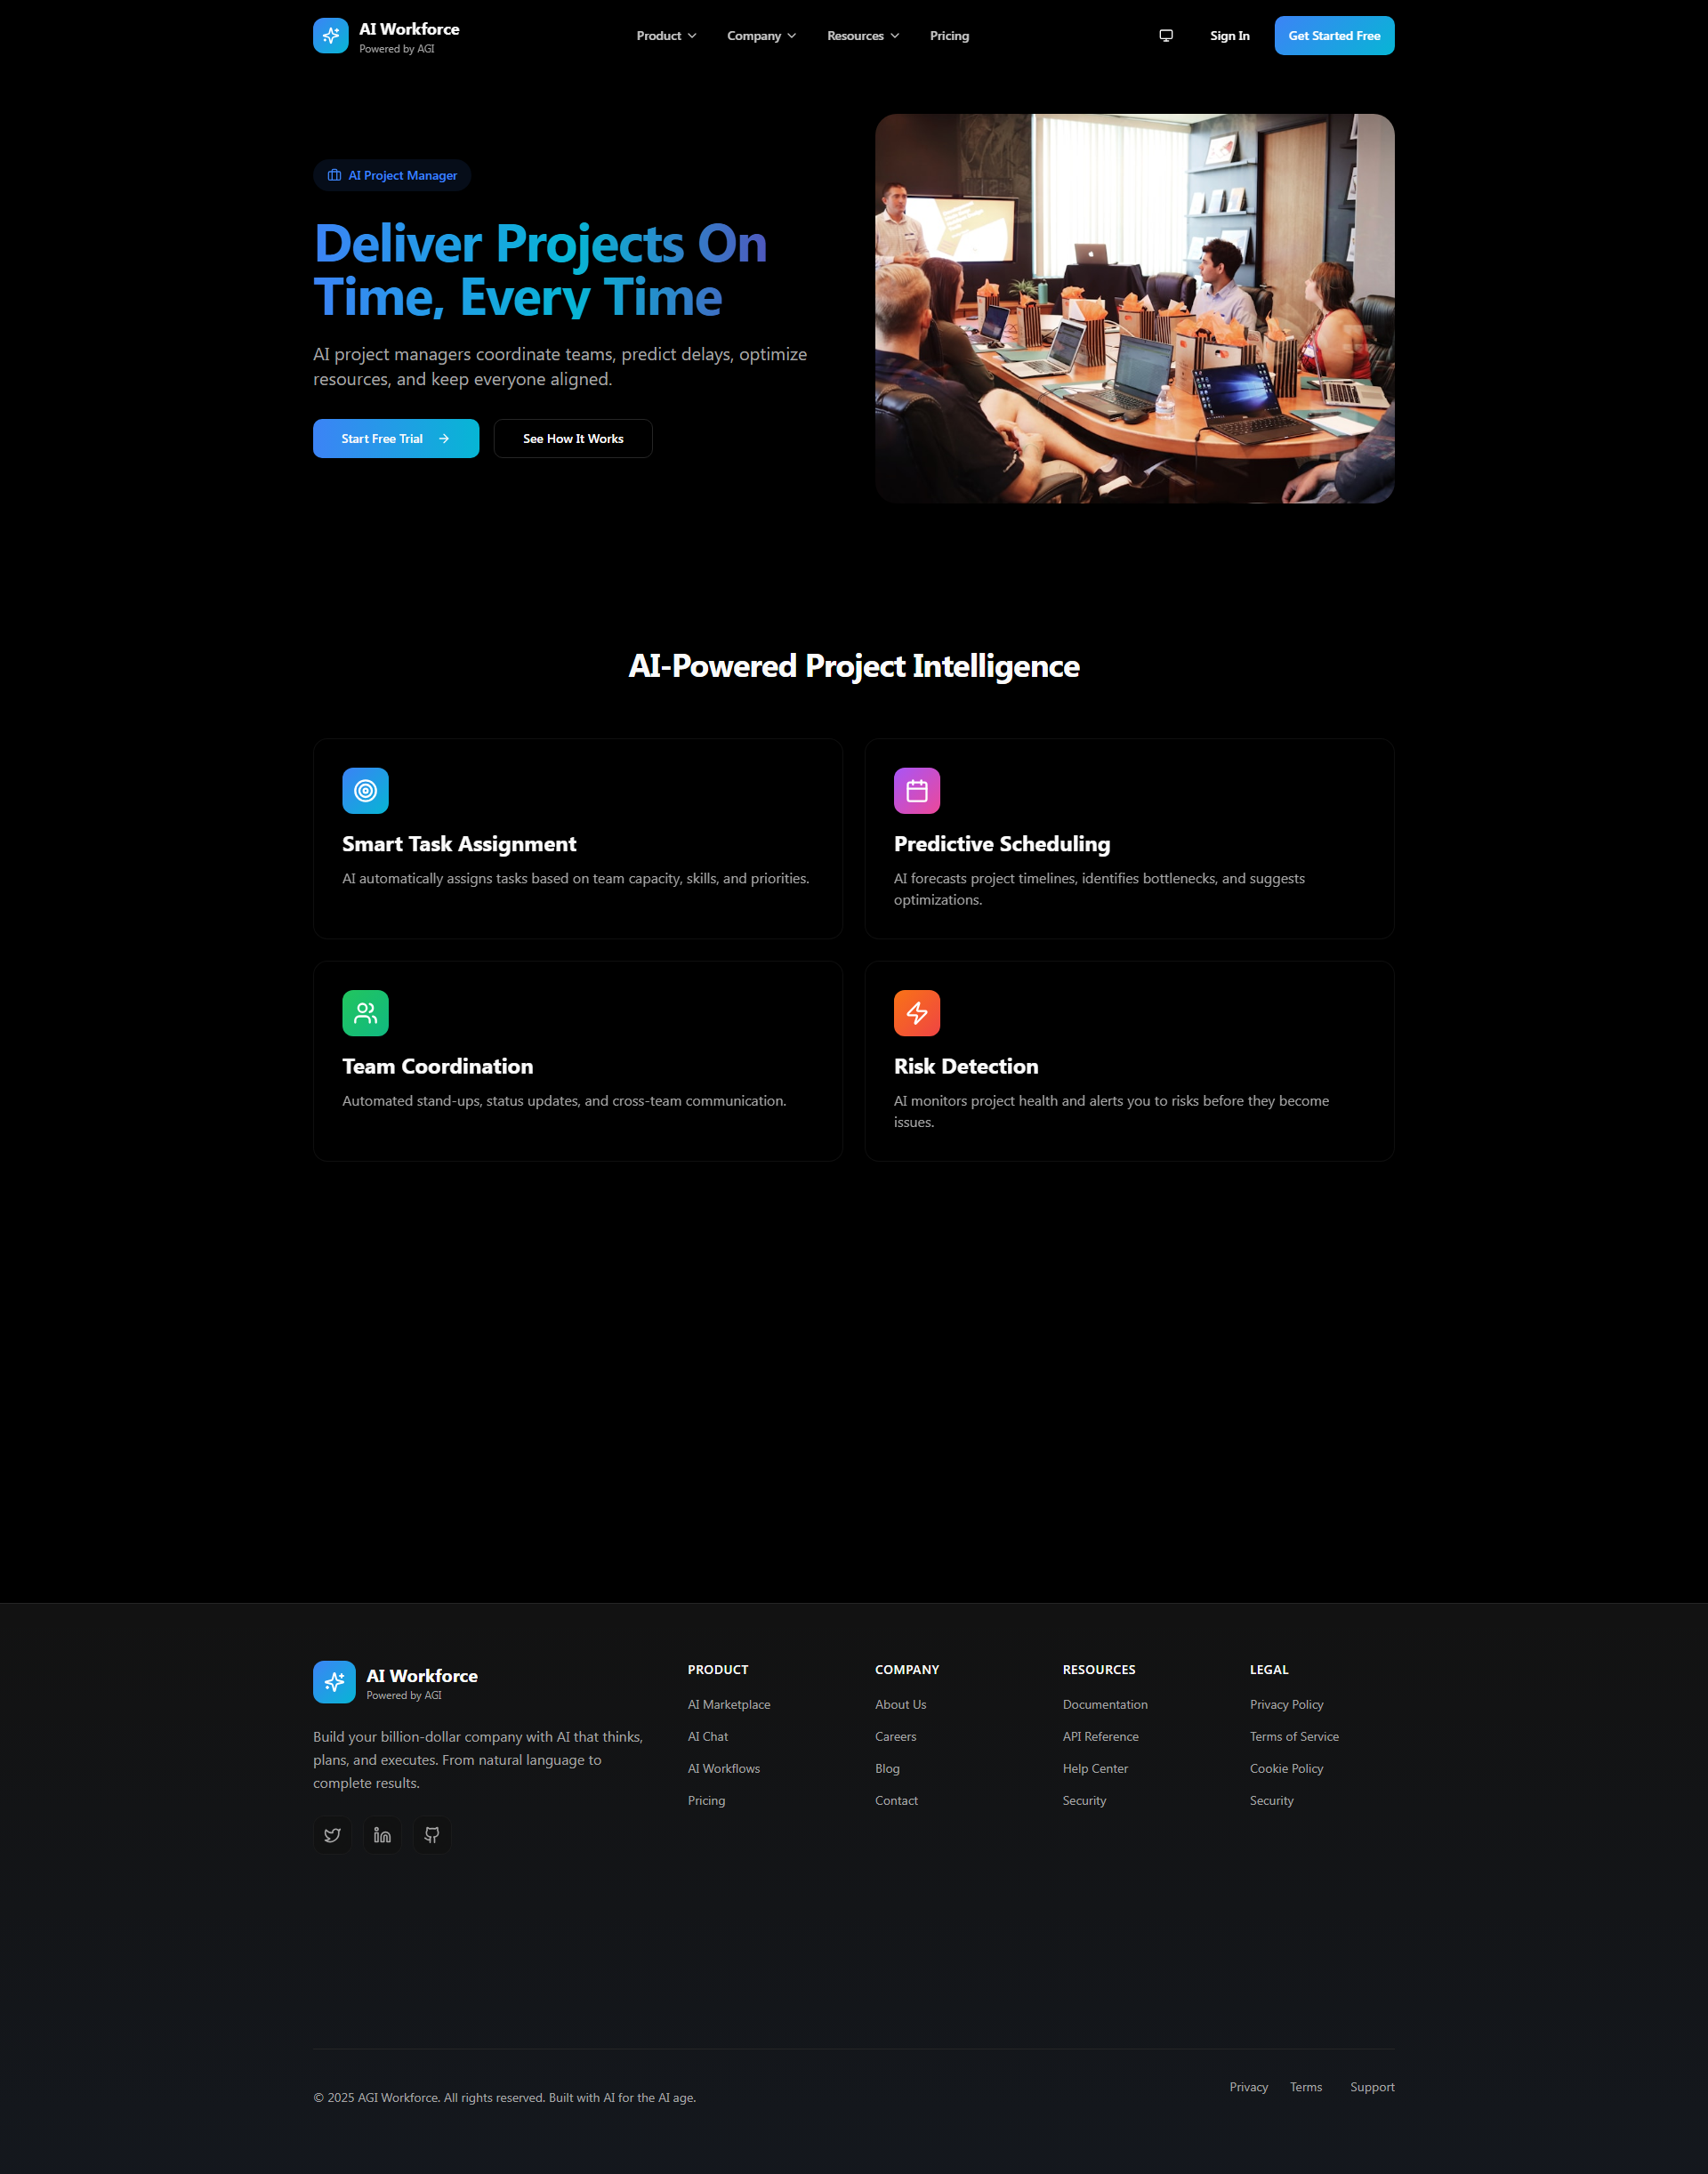 AI Workforce
Powered by AGI
Product
Company
Resources
Pricing
Sign In
Get Started Free
AI Project Manager
Deliver Projects On
Time, Every Time
AI project managers coordinate teams, predict delays, optimize
resources, and keep everyone aligned.
Start Free Trial
See How It Works
AI-Powered Project Intelligence
Smart Task Assignment
AI automatically assigns tasks based on team capacity, skills, and priorities.
Predictive Scheduling
AI forecasts project timelines, identifies bottlenecks, and suggests
optimizations.
Team Coordination
Automated stand-ups, status updates, and cross-team communication.
Risk Detection
AI monitors project health and alerts you to risks before they become
issues.
AI Workforce
Powered by AGI
Build your billion-dollar company with AI that thinks,
plans, and executes. From natural language to
complete results.
PRODUCT
AI Marketplace
AI Chat
AI Workflows
Pricing
COMPANY
About Us
Careers
Blog
Contact
RESOURCES
Documentation
API Reference
Help Center
Security
LEGAL
Privacy Policy
Terms of Service
Cookie Policy
Security
© 2025 AGI Workforce. All rights reserved. Built with AI for the AI age.
Privacy
Terms
Support